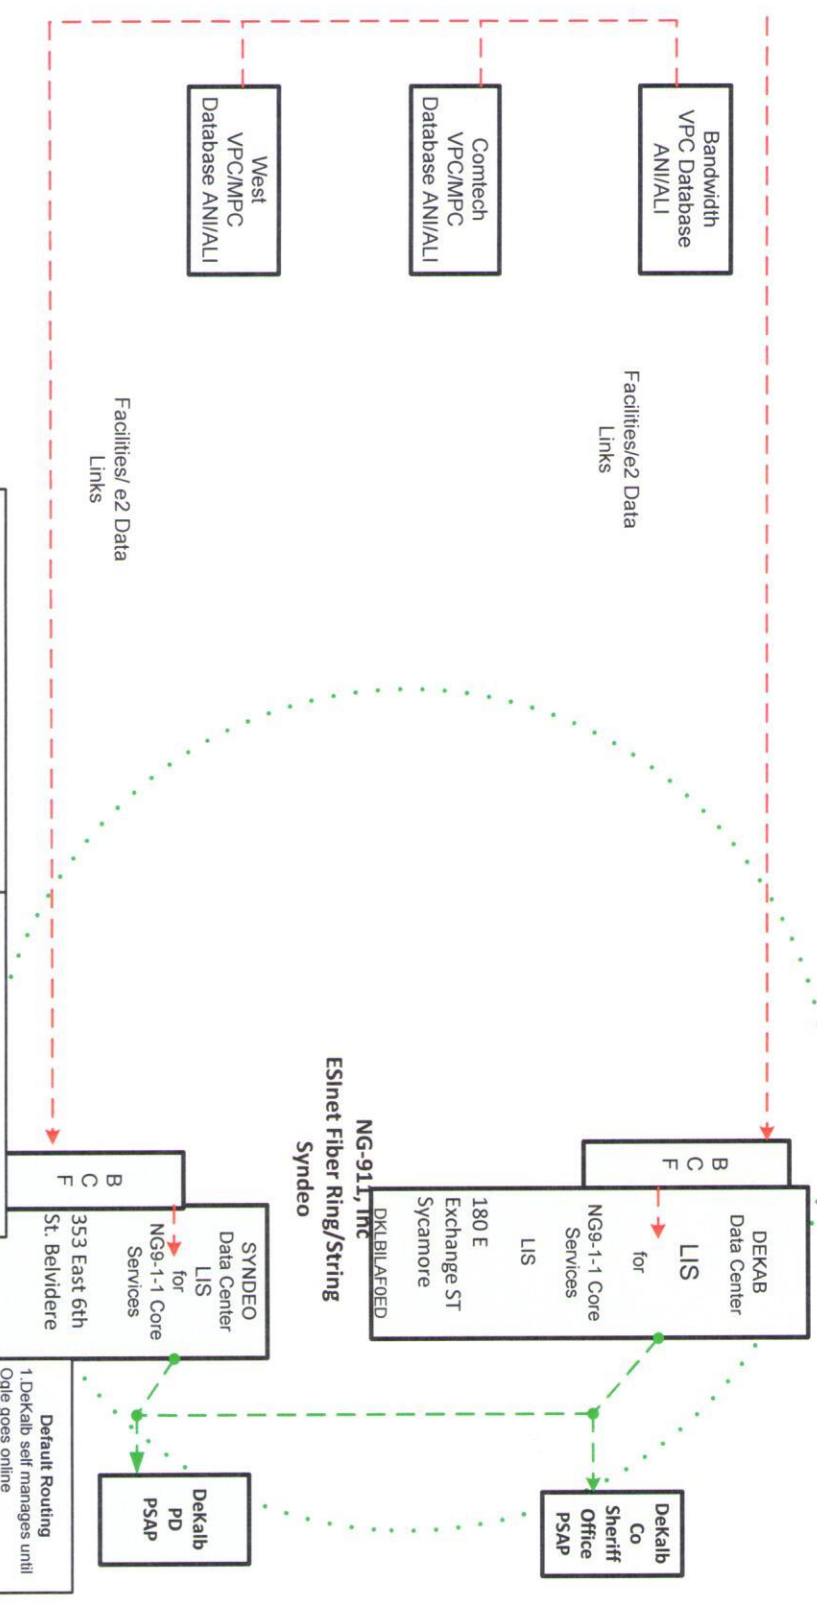 Bandwidth
VPC Database
ANI/ALI
Facilities/e2 Data
Links
B
C
F
DEKAB
Data Center
LIS
for
NG9-1-1 Core
Services
LIS
180 E
Exchange ST
Sycamore
DKLBILAF0ED
DeKalb
Co
Sheriff
Office
PSAP
Comtech
VPC/MPC
Database ANI/ALI
NG-911, Inc
ESInet Fiber Ring/String
Syndeo
West
VPC/MPC
Database ANI/ALI
Facilities/ e2 Data
Links
B
C
F
SYNDEO
Data Center
LIS
for
NG9-1-1 Core
Services
353 East 6th
St. Belvidere
DeKalb
PD
PSAP
Default Routing
1.DeKalb self manages until
Ogle goes online